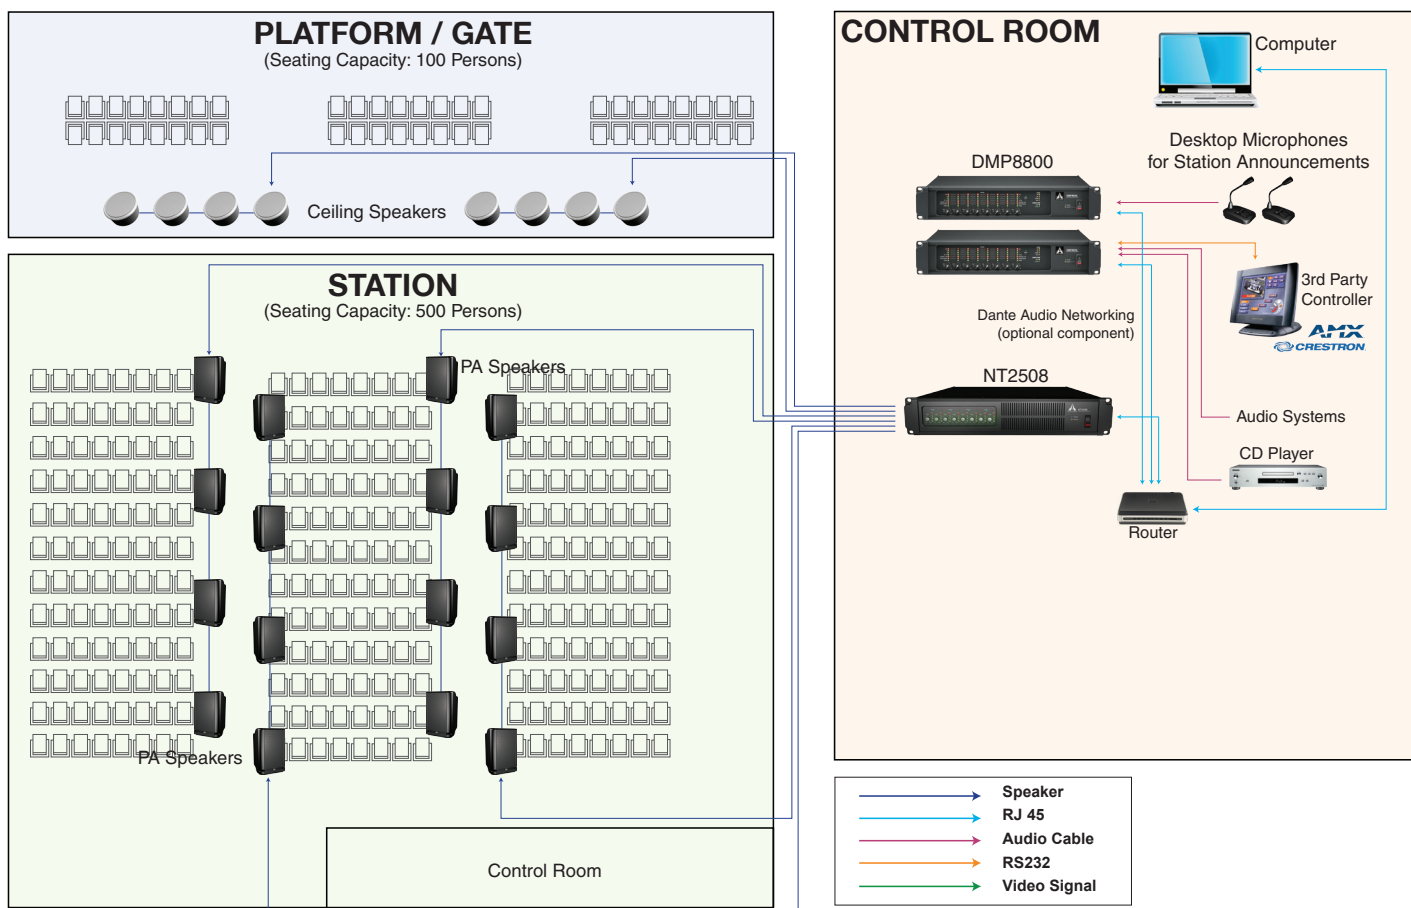 PLATFORM / GATE
(Seating Capacity: 100 Persons)
Ceiling Speakers
STATION
(Seating Capacity: 500 Persons)
PA Speakers
PA Speakers
Control Room
CONTROL ROOM
Computer
Desktop Microphones
for Station Announcements
DMP8800
3rd Party
Controller
AMX
CRESTRON
Dante Audio Networking
(optional component)
NT2508
Audio Systems
CD Player
Router
Speaker
RJ 45
Audio Cable
RS232
Video Signal